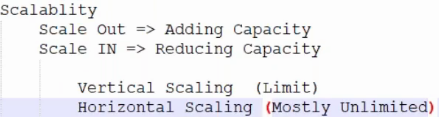 Scalablity
Scale Out => Adding Capacity
Scale IN => Reducing Capacity
Vertical Scaling (Limit)
Horizontal Scaling (Mostly Unlimited)